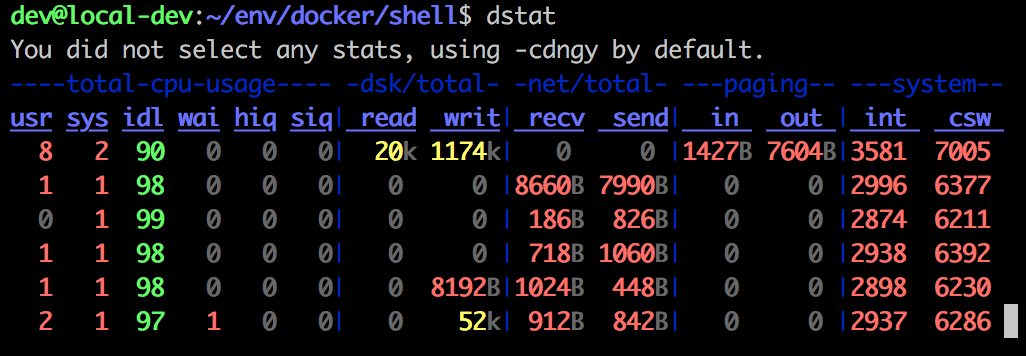 dev@local-dev:~/env/docker/shell$ dstat
You did not select any stats, using -cdngy by default.
----total-cpu-usage---- -dsk/total- -net/total- ---paging-- ---system--
usr sys idl wai hiq siq| read  writ| recv  send|  in   out | int   csw
  8   2  90   0   0   0|  20k 1174k|   0     0 |1427B 7604B|3581  7005
  1   1  98   0   0   0|   0     0 |8660B 7990B|   0     0 |2996  6377
  0   1  99   0   0   0|   0     0 | 186B  826B|   0     0 |2874  6211
  1   1  98   0   0   0|   0     0 | 718B 1060B|   0     0 |2938  6392
  1   1  98   0   0   0|   0  8192B|1024B  448B|   0     0 |2898  6230
  2   1  97   1   0   0|   0    52k| 912B  842B|   0     0 |2937  6286